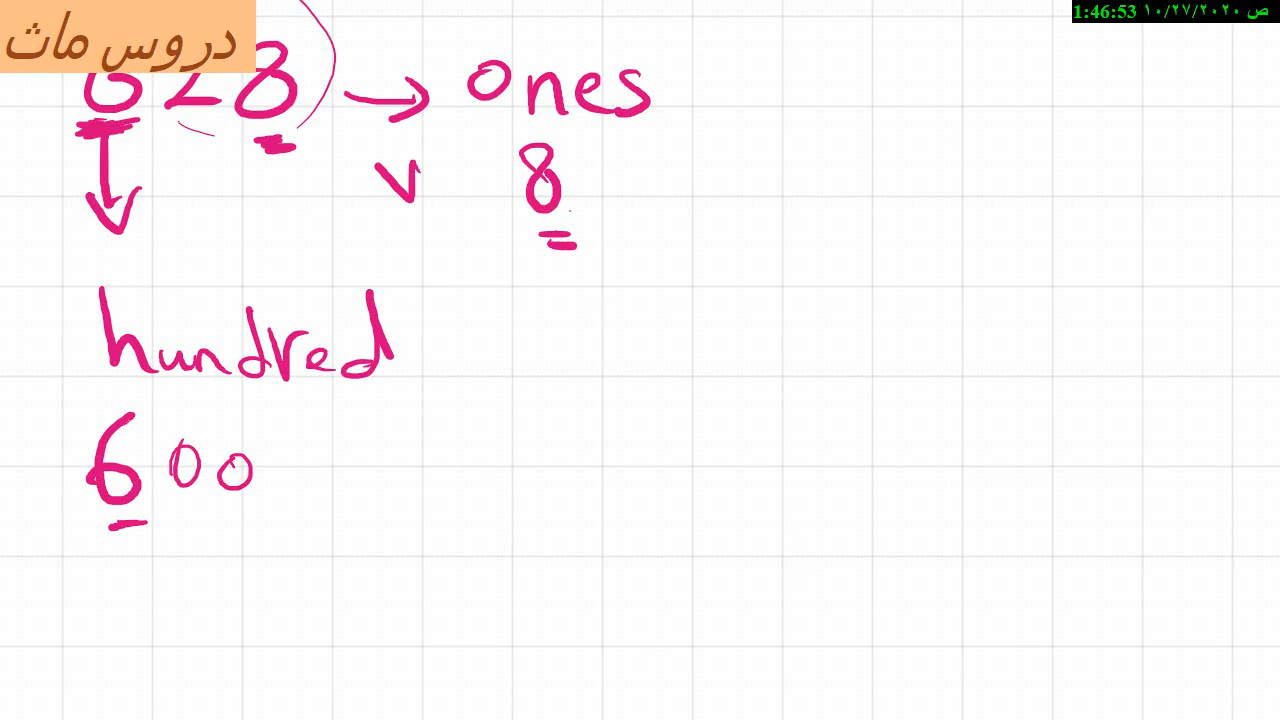 دروس ماث
1:46:53 ص ١٠/٢٧/٢٠٢٠
628 → ones
v 8
hundred
600